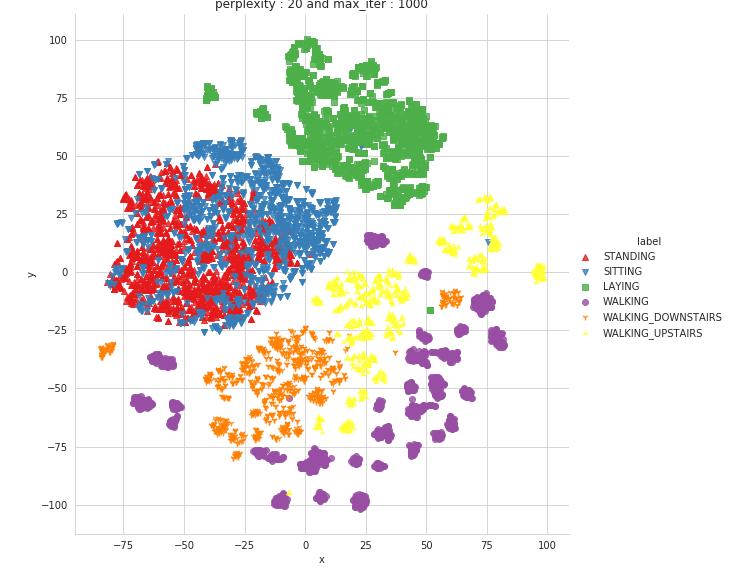 perplexity : 20 and max_iter : 1000
100
75
50
25
0
−25
−50
−75
−100
y
−75
−50
−25
0
25
50
75
100
x
label
STANDING
SITTING
LAYING
WALKING
WALKING_DOWNSTAIRS
WALKING_UPSTAIRS